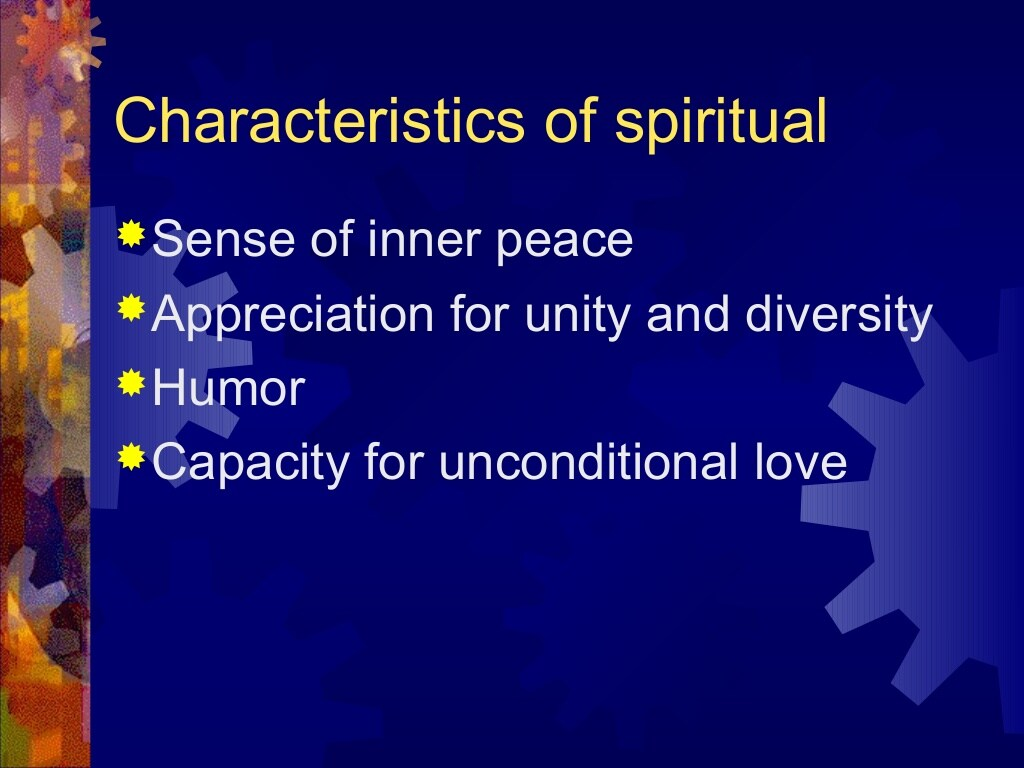 Characteristics of spiritual
Sense of inner peace
Appreciation for unity and diversity
Humor
Capacity for unconditional love